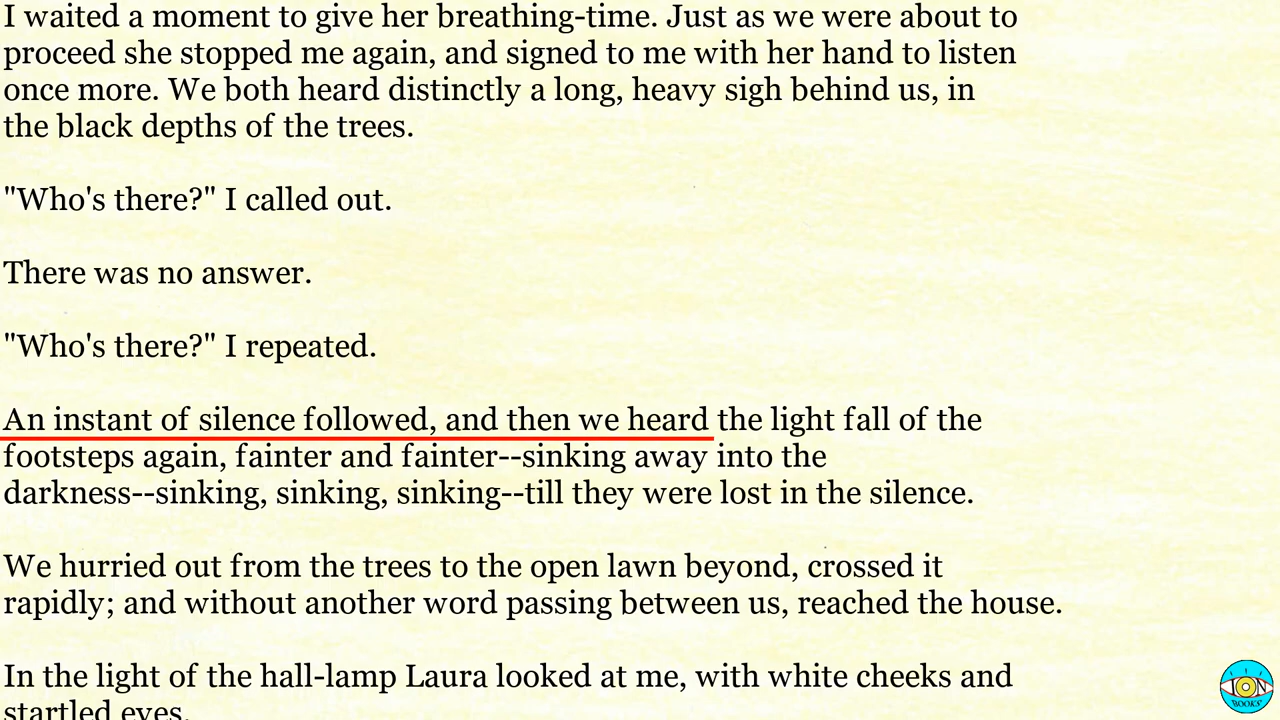 I waited a moment to give her breathing-time. Just as we were about to
proceed she stopped me again, and signed to me with her hand to listen
once more. We both heard distinctly a long, heavy sigh behind us, in
the black depths of the trees.
"Who's there?" I called out.
There was no answer.
"Who's there?" I repeated.
An instant of silence followed, and then we heard the light fall of the
footsteps again, fainter and fainter--sinking away into the
darkness--sinking, sinking, sinking--till they were lost in the silence.
We hurried out from the trees to the open lawn beyond, crossed it
rapidly; and without another word passing between us, reached the house.
In the light of the hall-lamp Laura looked at me, with white cheeks and
startled eyes.
ION
BOOKS